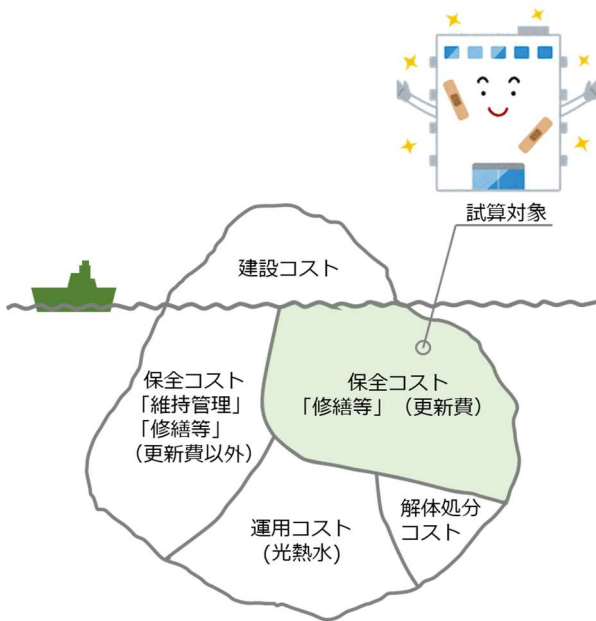 試算対象
建設コスト
保全コスト
「維持管理」
「修繕等」
（更新費以外）
保全コスト
「修繕等」（更新費）
運用コスト
(光熱水)
解体処分
コスト